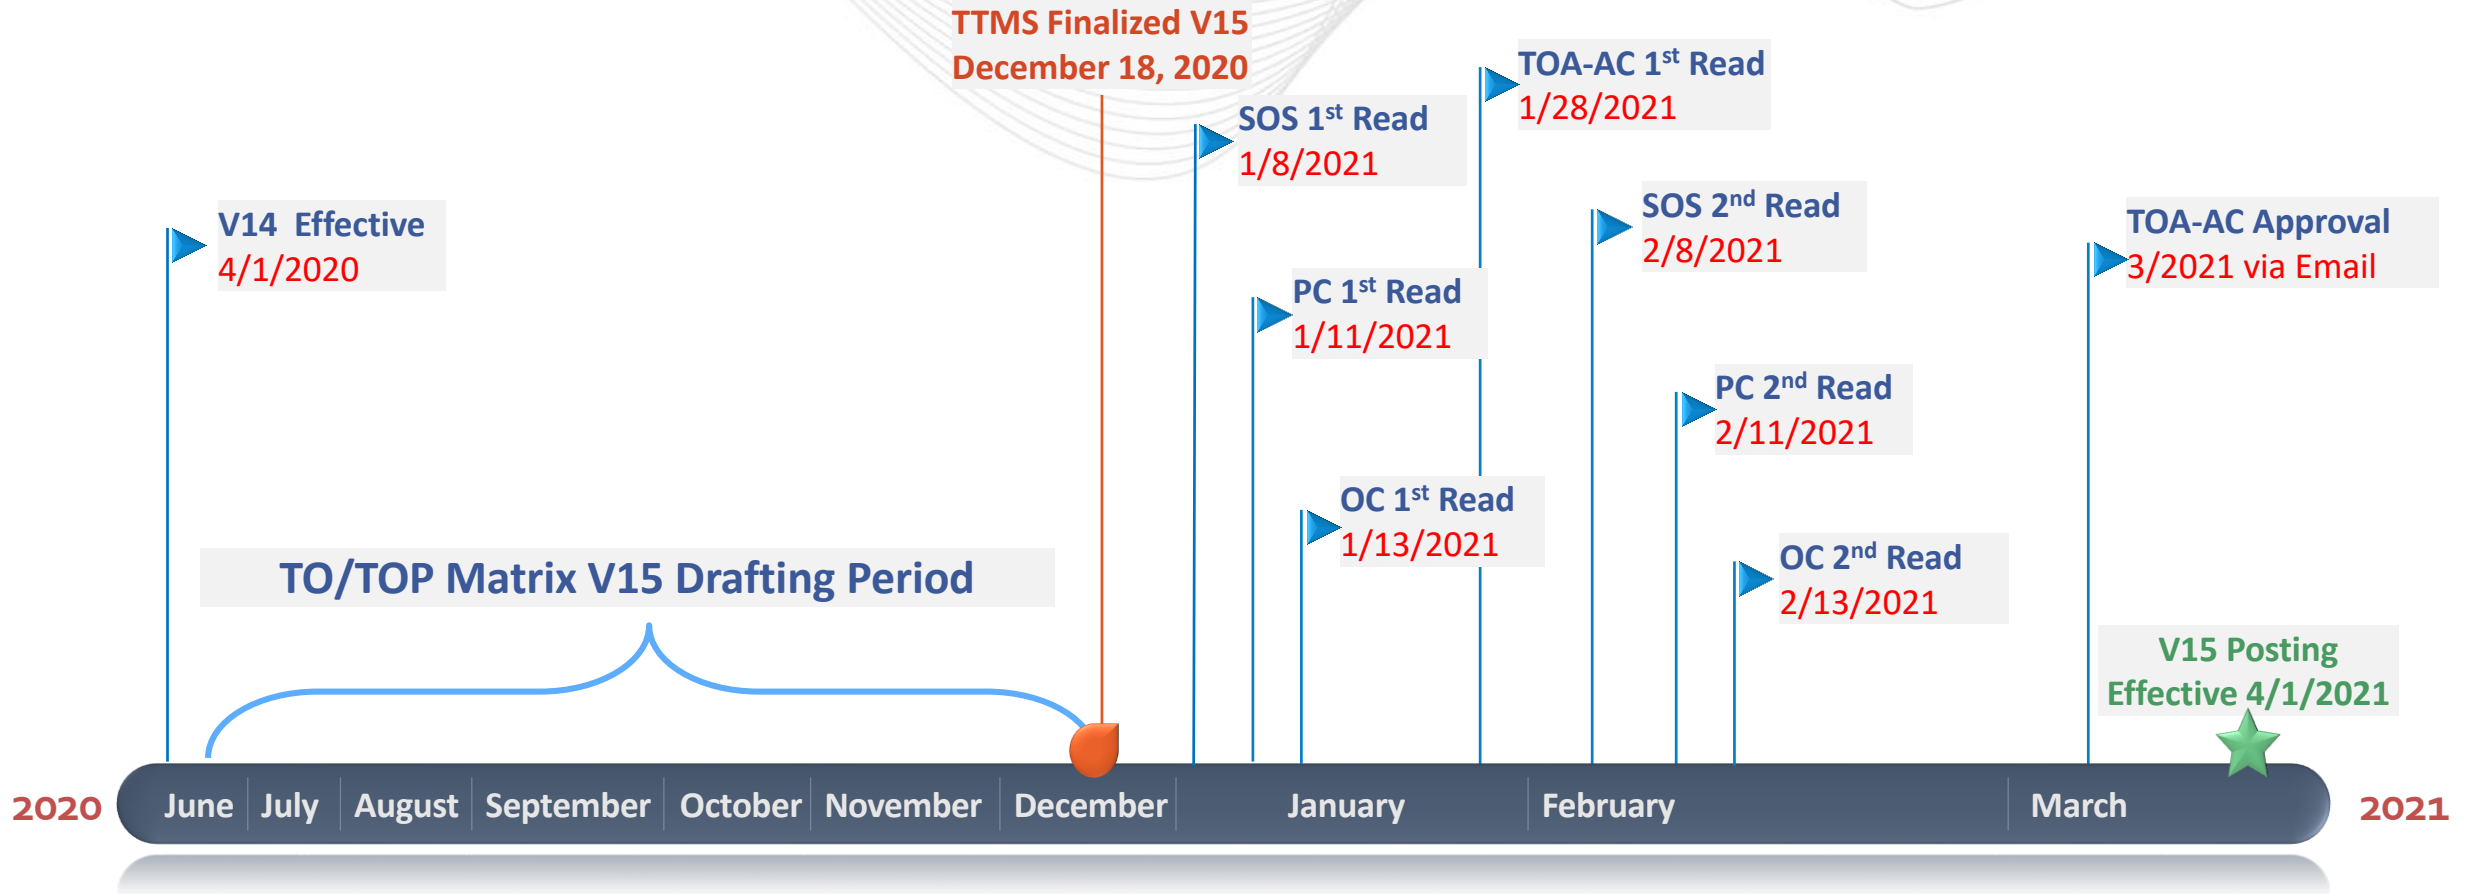 TTMS Finalized V15
December 18, 2020
TOA-AC 1st Read
1/28/2021
SOS 1st Read
1/8/2021
SOS 2nd Read
2/8/2021
V14 Effective
4/1/2020
TOA-AC Approval
3/2021 via Email
PC 1st Read
1/11/2021
PC 2nd Read
2/11/2021
OC 1st Read
1/13/2021
TO/TOP Matrix V15 Drafting Period
OC 2nd Read
2/13/2021
V15 Posting
Effective 4/1/2021
2020 June July August September October November December January February March 2021